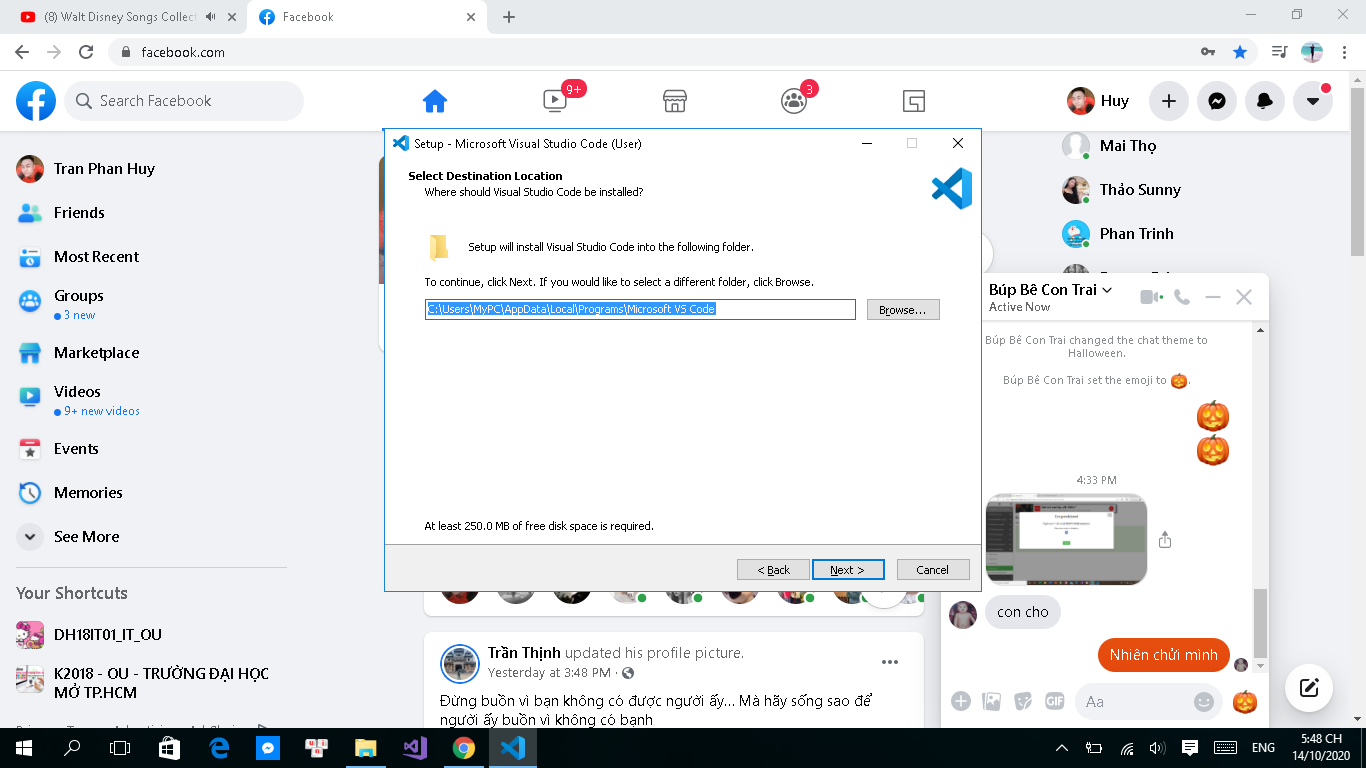 (8) Walt Disney Songs Collect
Facebook
facebook.com
Search Facebook
9+
3
Huy
Tran Phan Huy
Friends
Most Recent
Groups
3 new
Marketplace
Videos
9+ new videos
Events
Memories
See More
Your Shortcuts
DH18IT01_IT_OU
K2018 - OU - TRƯỜNG ĐẠI HỌC
MỞ TP.HCM
Setup - Microsoft Visual Studio Code (User)
Select Destination Location
Where should Visual Studio Code be installed?
Setup will install Visual Studio Code into the following folder.
To continue, click Next. If you would like to select a different folder, click Browse.
C:\Users\MyPC\AppData\Local\Programs\Microsoft VS Code
Browse...
At least 250.0 MB of free disk space is required.
< Back
Next >
Cancel
Trần Thịnh updated his profile picture.
Yesterday at 3:48 PM ·
Đừng buồn vì bạn không có được người ấy... Mà hãy sống sao để
người ấy buồn vì không có bạnh
Mai Thọ
Thảo Sunny
Phan Trinh
Búp Bê Con Trai
Active Now
Búp Bê Con Trai changed the chat theme to
Halloween.
Búp Bê Con Trai set the emoji to 🎃.
4:33 PM
con cho
Nhiên chửi mình
GIF
Aa
ENG
5:48 CH
14/10/2020